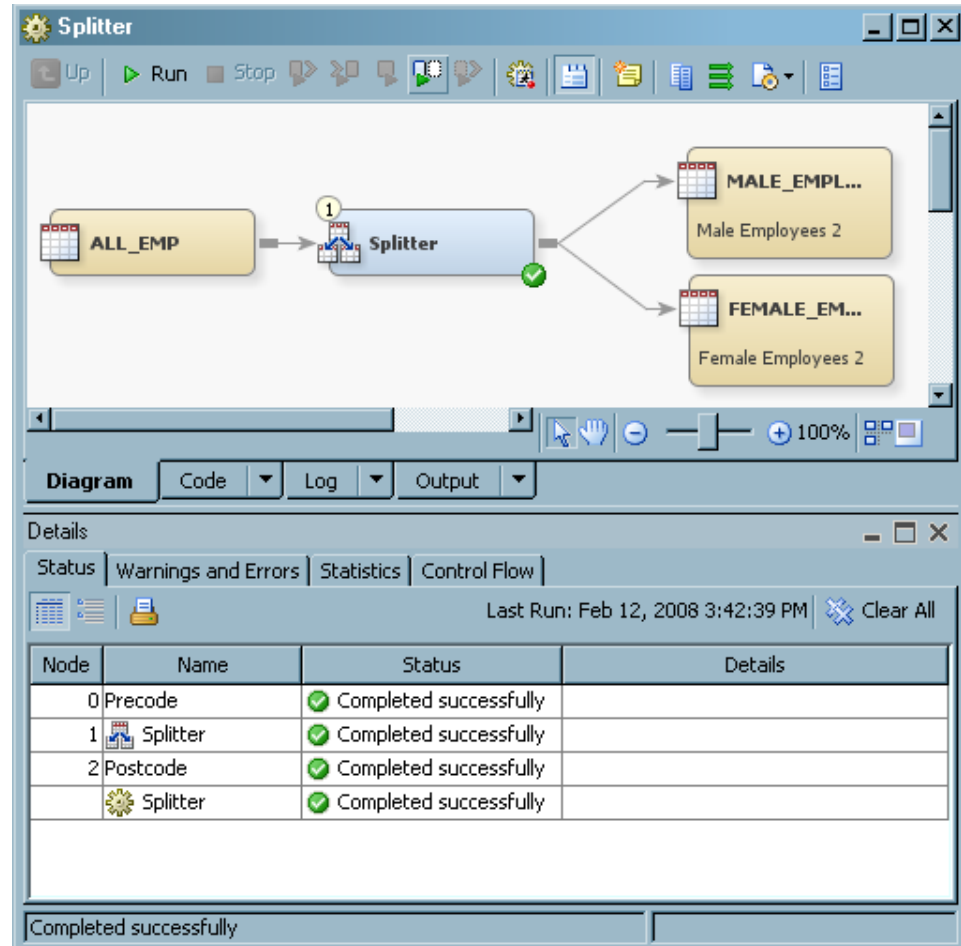 Splitter
Up Run Stop
1
ALL_EMP
Splitter
MALE_EMPL...
Male Employees 2
FEMALE_EM...
Female Employees 2
100%
Diagram Code Log Output
Details
Status Warnings and Errors Statistics Control Flow
Last Run: Feb 12, 2008 3:42:39 PM Clear All
Node Name Status Details
0 Precode Completed successfully
1 Splitter Completed successfully
2 Postcode Completed successfully
Splitter Completed successfully
Completed successfully